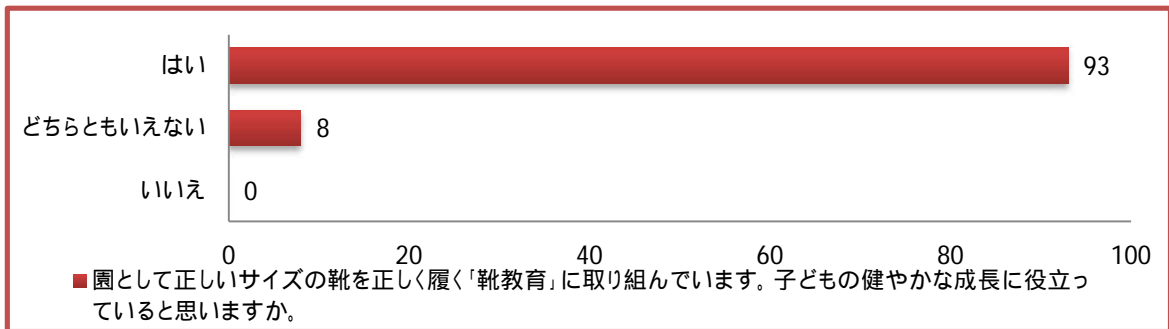 はい
93
どちらともいえない
8
いいえ
0
0 20 40 60 80 100
園として正しいサイズの靴を正しく履く「靴教育」に取り組んでいます。子どもの健やかな成長に役立っ
ていると思いますか。